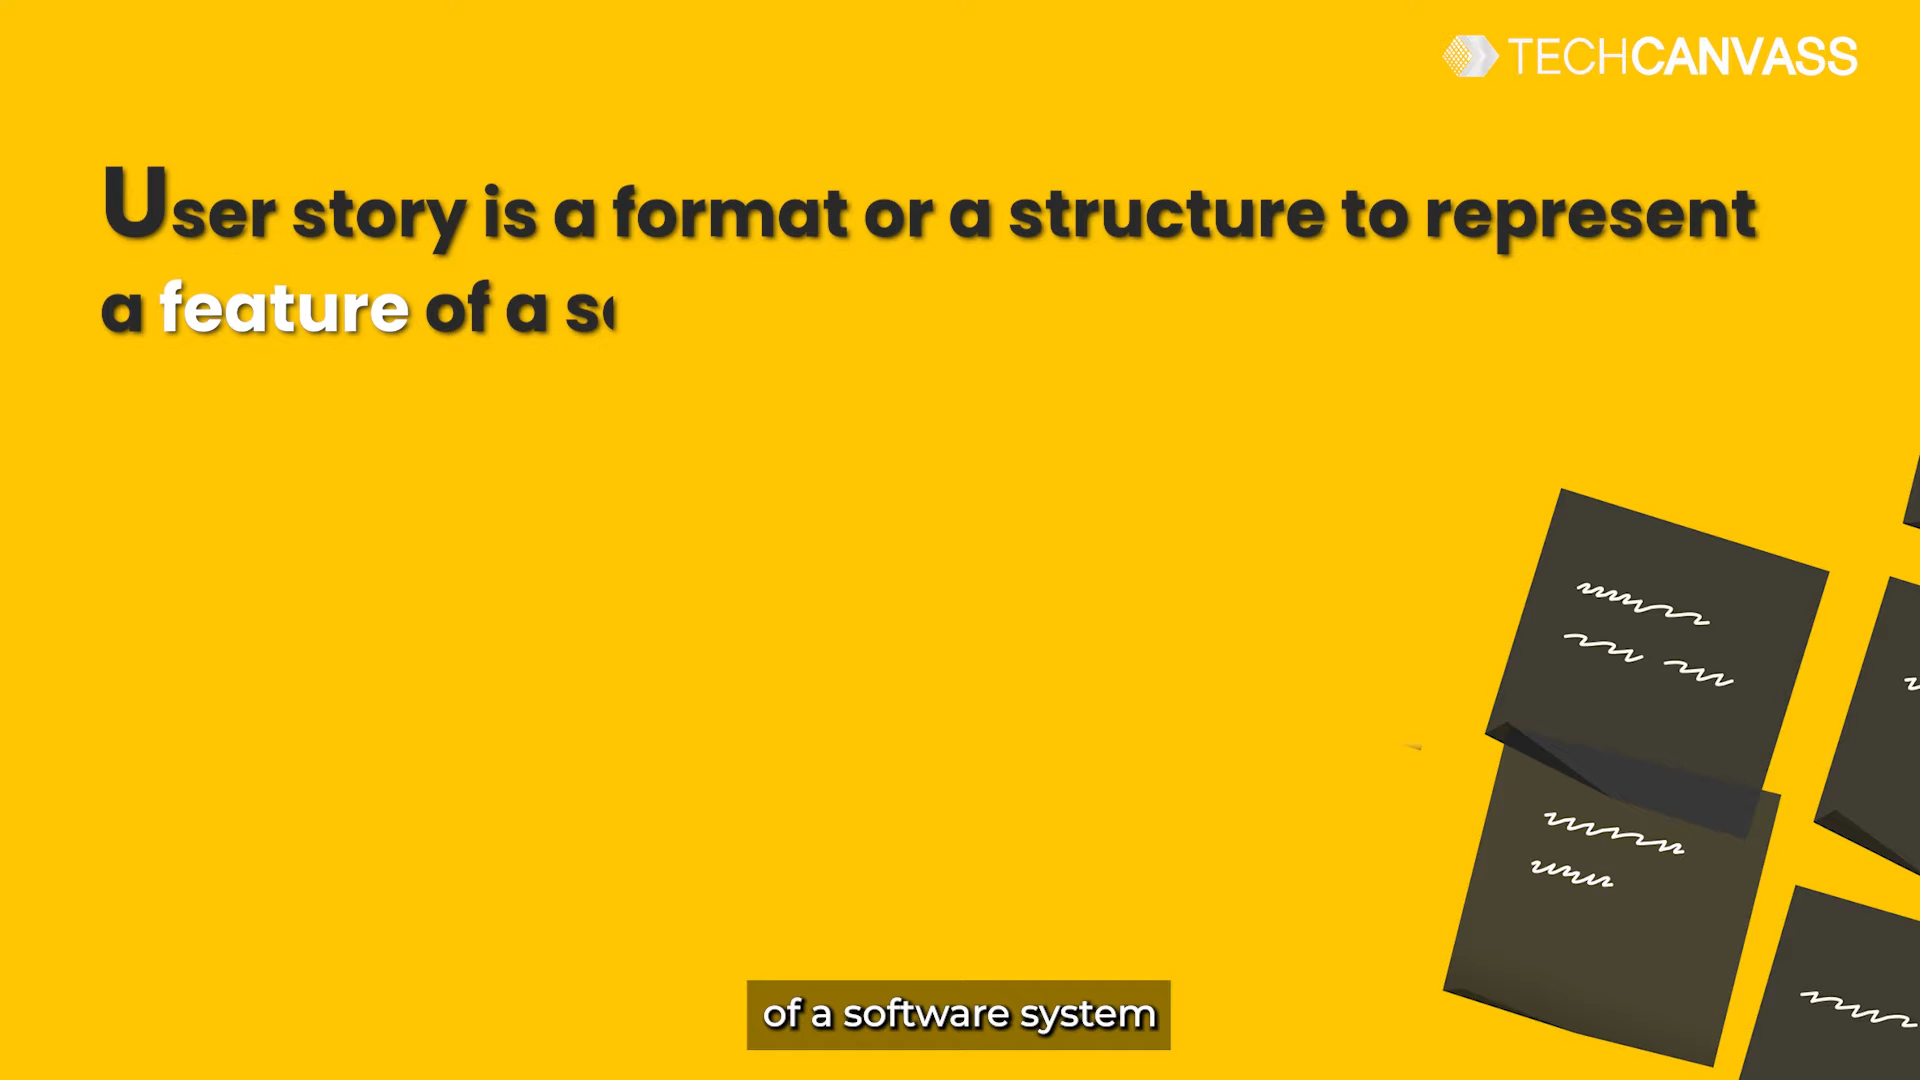 TECHCANVASS
User story is a format or a structure to represent
a feature of a
of a software system